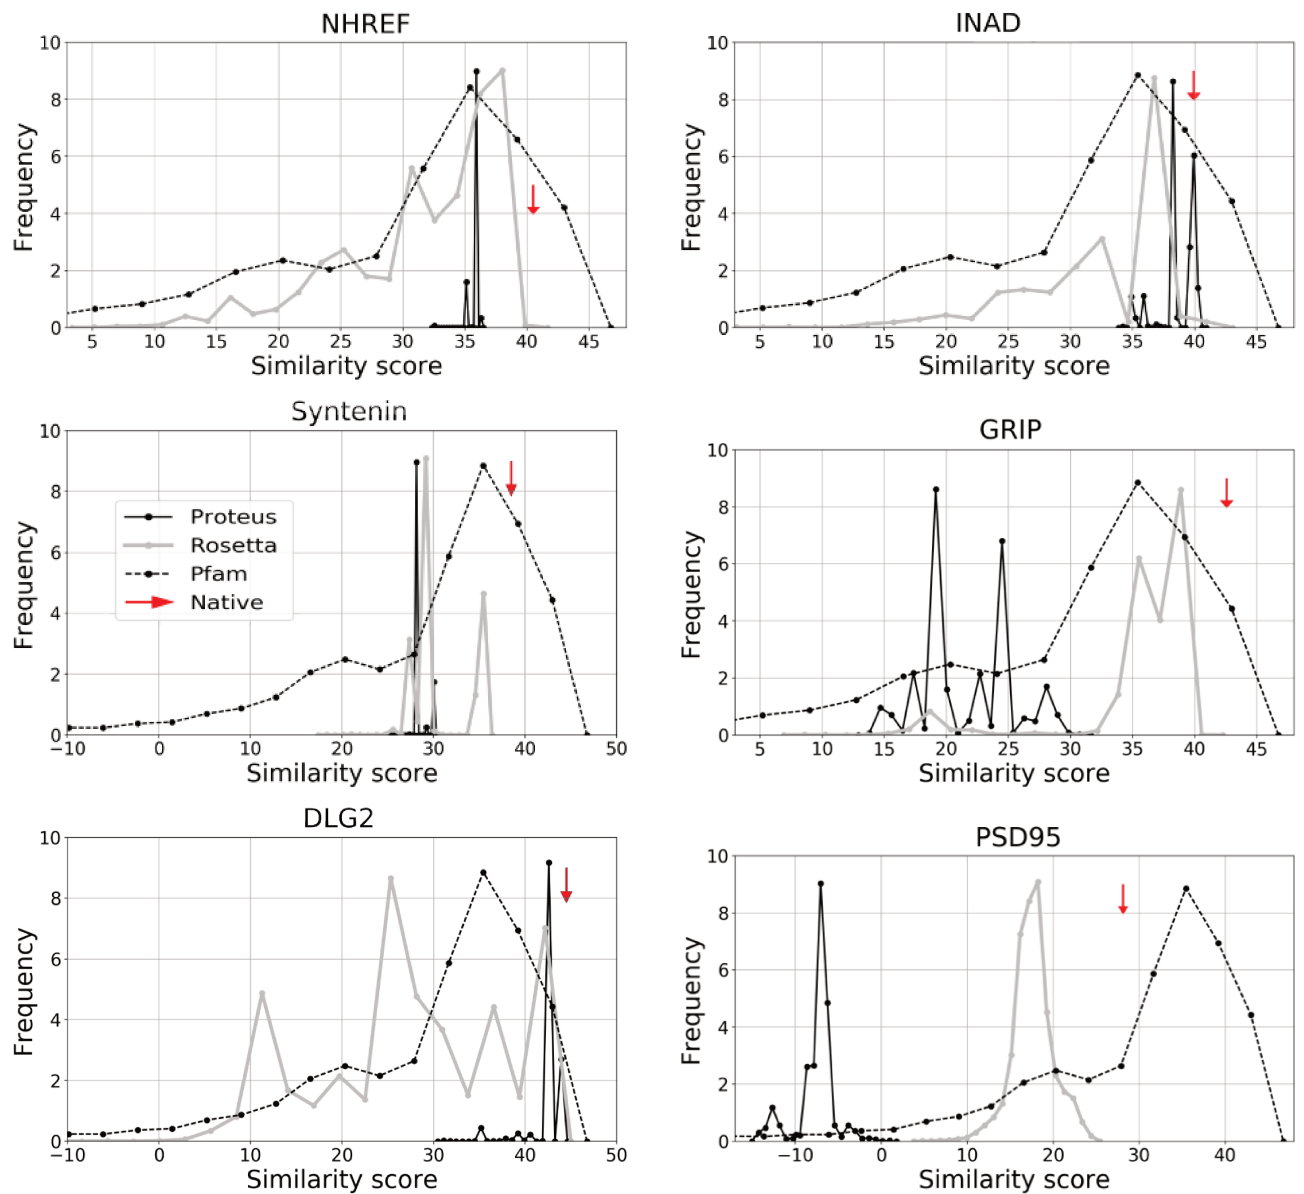 NHREF
10
8
6
4
2
0
Frequency
5 10 15 20 25 30 35 40 45
Similarity score
INAD
10
8
6
4
2
0
Frequency
5 10 15 20 25 30 35 40 45
Similarity score
Syntenin
10
8
6
4
2
0
Frequency
Proteus
Rosetta
Pfam
Native
−10 0 10 20 30 40 50
Similarity score
GRIP
10
8
6
4
2
0
Frequency
5 10 15 20 25 30 35 40 45
Similarity score
DLG2
10
8
6
4
2
0
Frequency
−10 0 10 20 30 40 50
Similarity score
PSD95
10
8
6
4
2
0
Frequency
−10 0 10 20 30 40
Similarity score